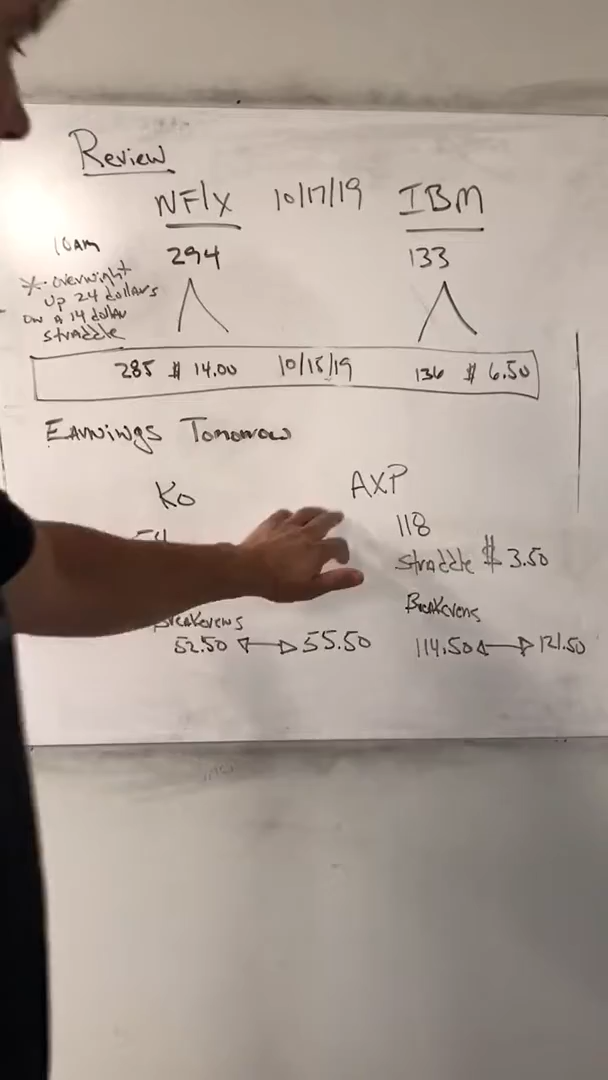 Review
NFlX 10/17/19 IBM
10AM
294
133
* overnight
up 24 dollars
on a 14 dollar
straddle
285 $ 14.00 10/15/19 136 $ 6.50
EArnings Tomorrow
Ko
AXP
118
straddle $ 3.50
Breakevens
Breakevens
52.50 55.50
114.50 121.50